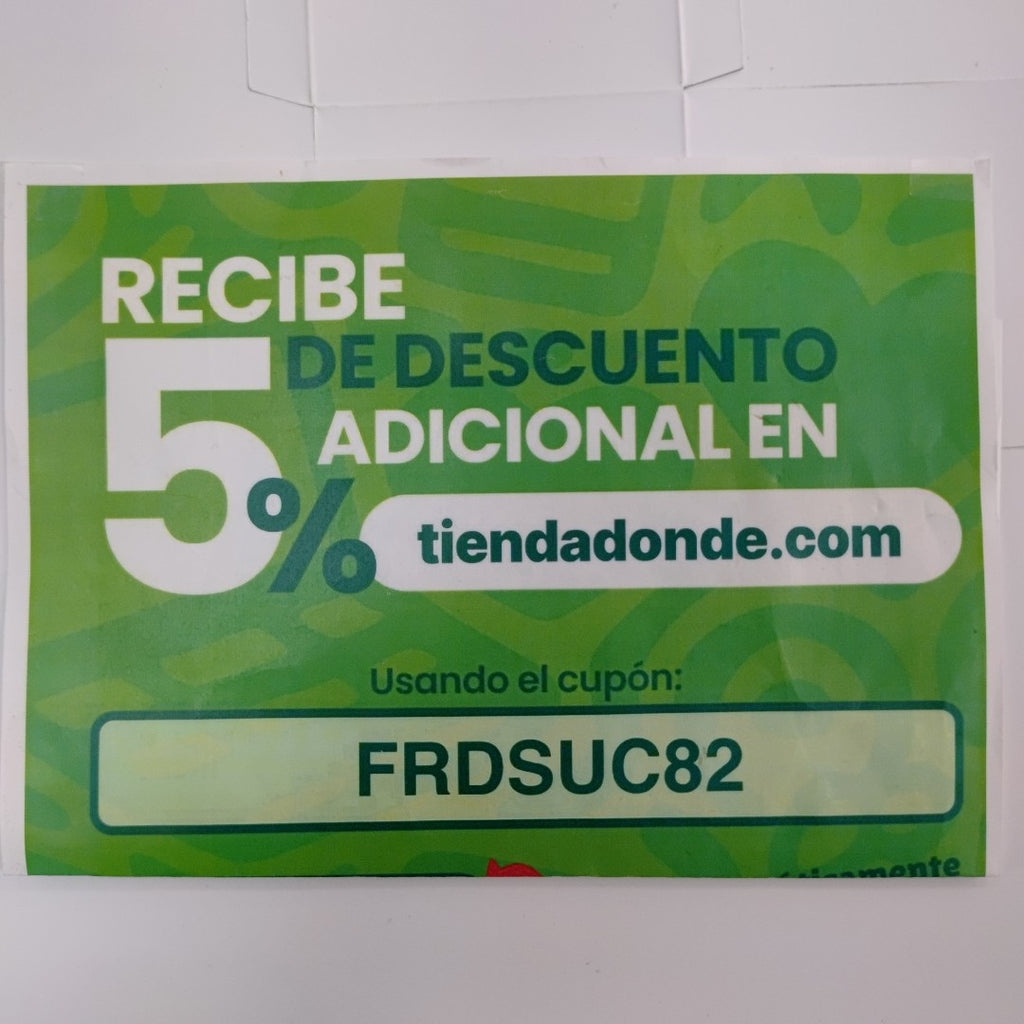 RECIBE
5% DE DESCUENTO
ADICIONAL EN
tiendadonde.com
Usando el cupón:
FRDSUC82